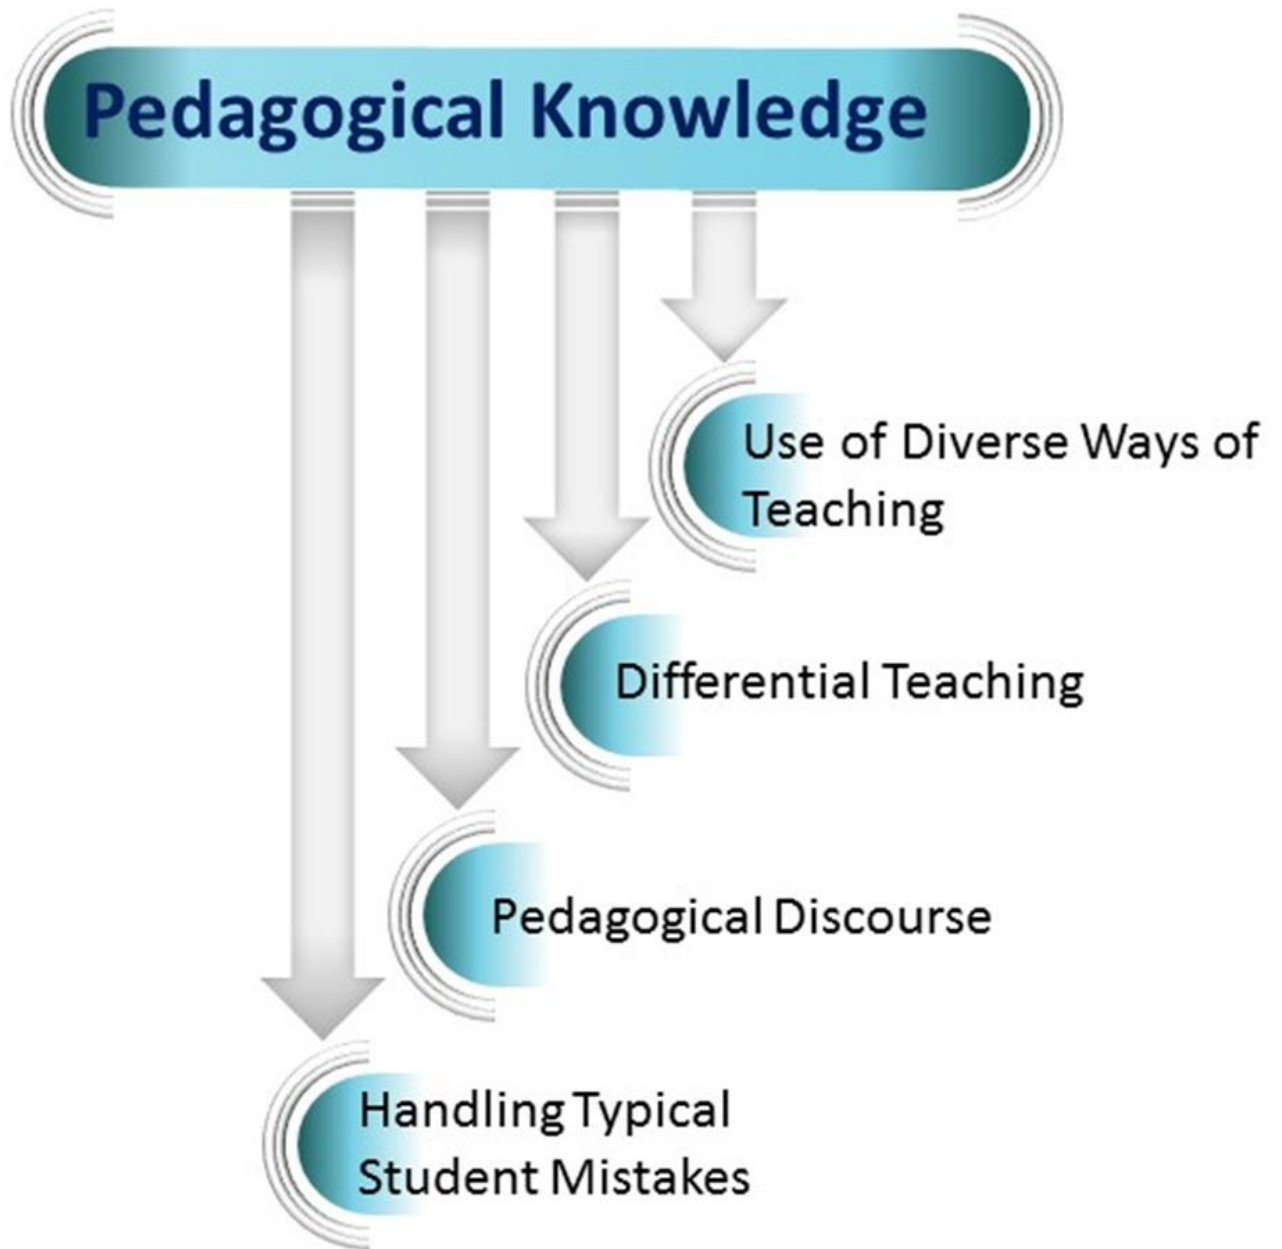 Pedagogical Knowledge
Use of Diverse Ways of
Teaching
Differential Teaching
Pedagogical Discourse
Handling Typical
Student Mistakes